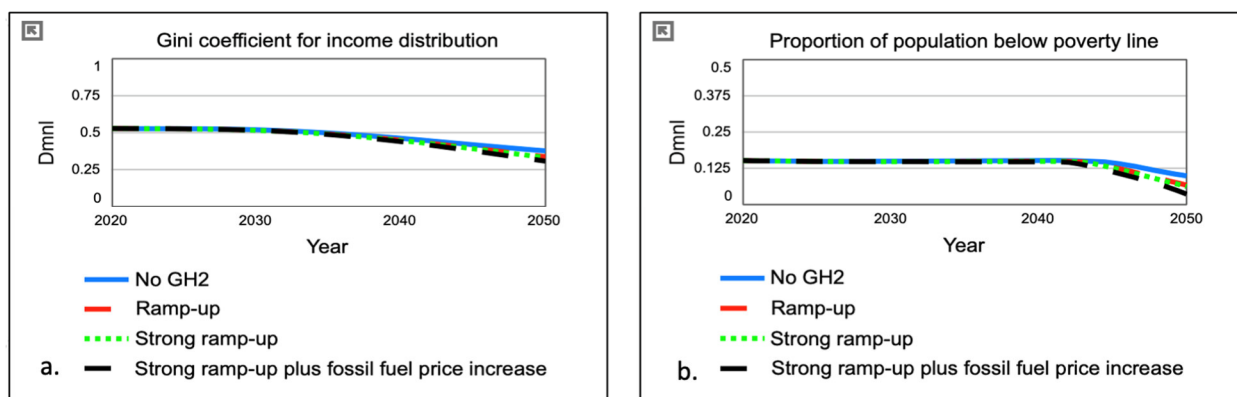 Gini coefficient for income distribution
1
0.75
0.5
0.25
0
Dmnl
2020 2030 2040 2050
Year
No GH2
Ramp-up
Strong ramp-up
a. Strong ramp-up plus fossil fuel price increase
Proportion of population below poverty line
0.5
0.375
0.25
0.125
0
Dmnl
2020 2030 2040 2050
Year
No GH2
Ramp-up
Strong ramp-up
b. Strong ramp-up plus fossil fuel price increase